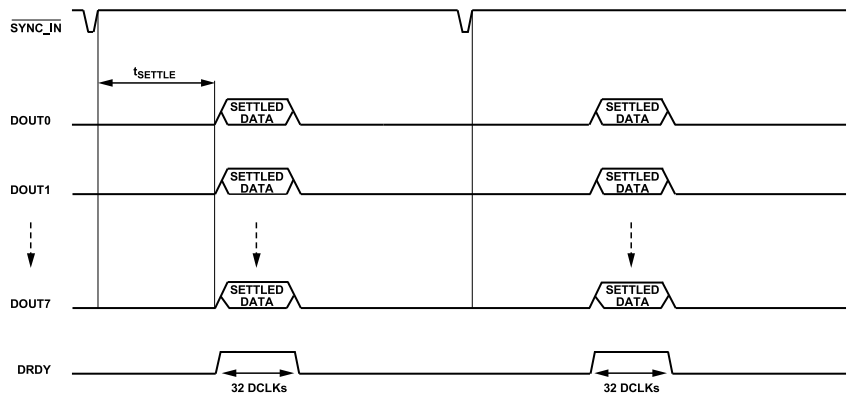 SYNC_IN
tSETTLE
DOUT0
SETTLED
DATA
SETTLED
DATA
DOUT1
SETTLED
DATA
SETTLED
DATA
DOUT7
SETTLED
DATA
SETTLED
DATA
DRDY
32 DCLKs
32 DCLKs